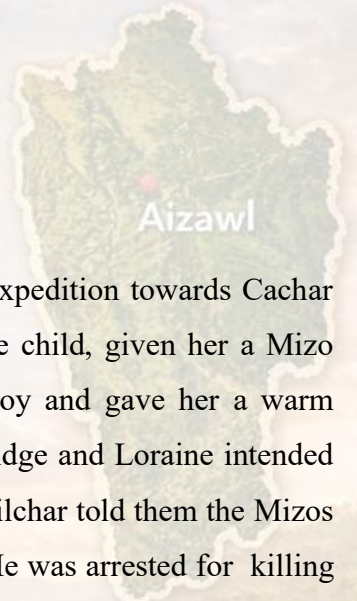 Aizawl
xpedition towards Cachar
e child, given her a Mizo
oy and gave her a warm
dge and Loraine intended
ilchar told them the Mizos
He was arrested for killing